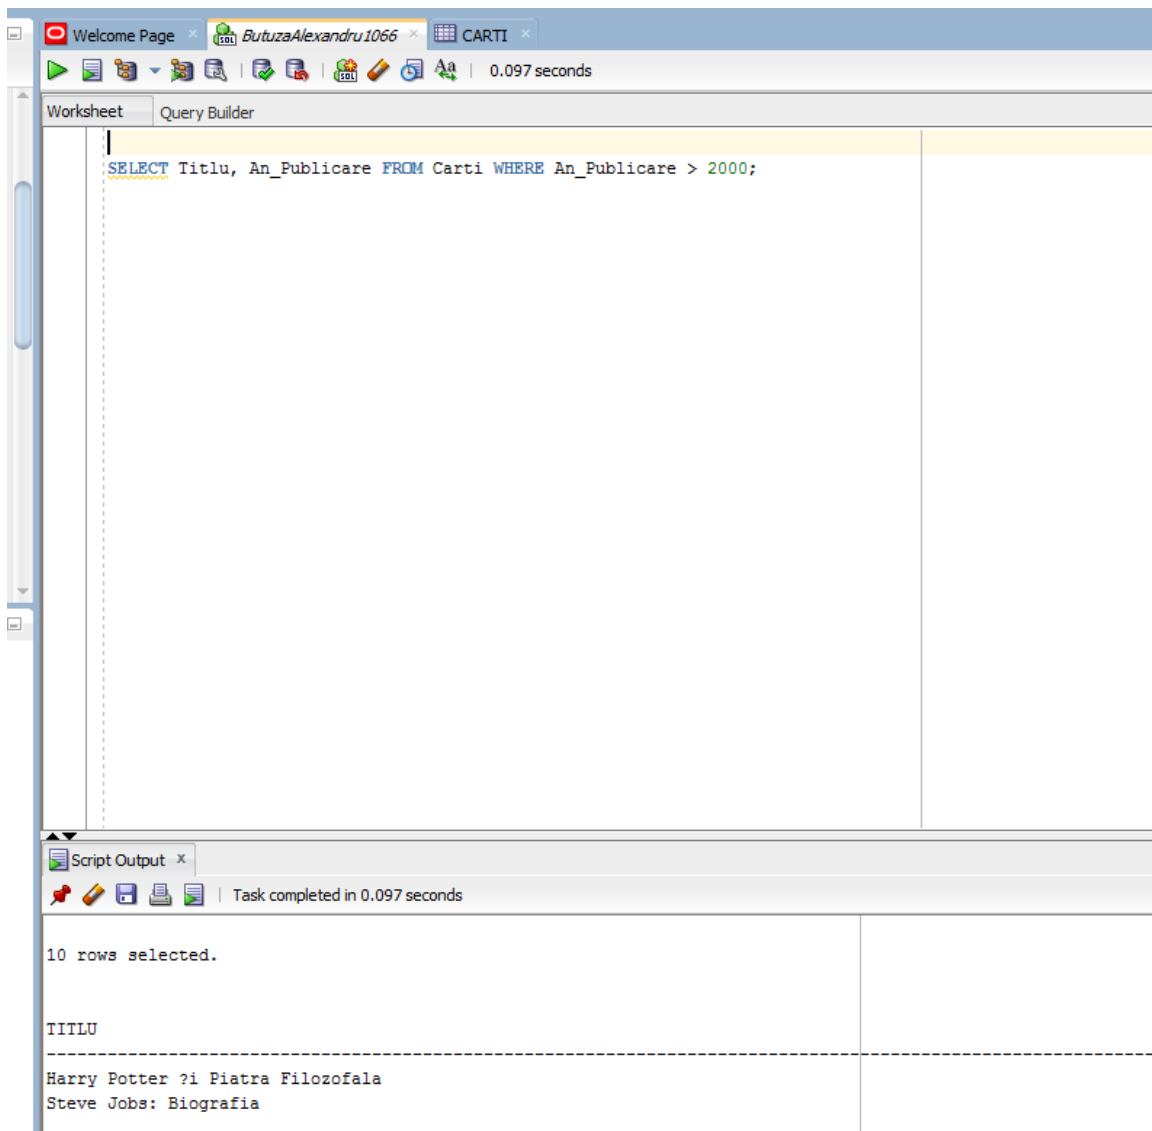 Welcome Page × ButuzaAlexandru1066 × CARTI ×
0.097 seconds
Worksheet Query Builder
SELECT Titlu, An_Publicare FROM Carti WHERE An_Publicare > 2000;
Script Output ×
Task completed in 0.097 seconds
10 rows selected.
TITLU
--------------------------------------------------------------------------------------------------------------
Harry Potter ?i Piatra Filozofala
Steve Jobs: Biografia